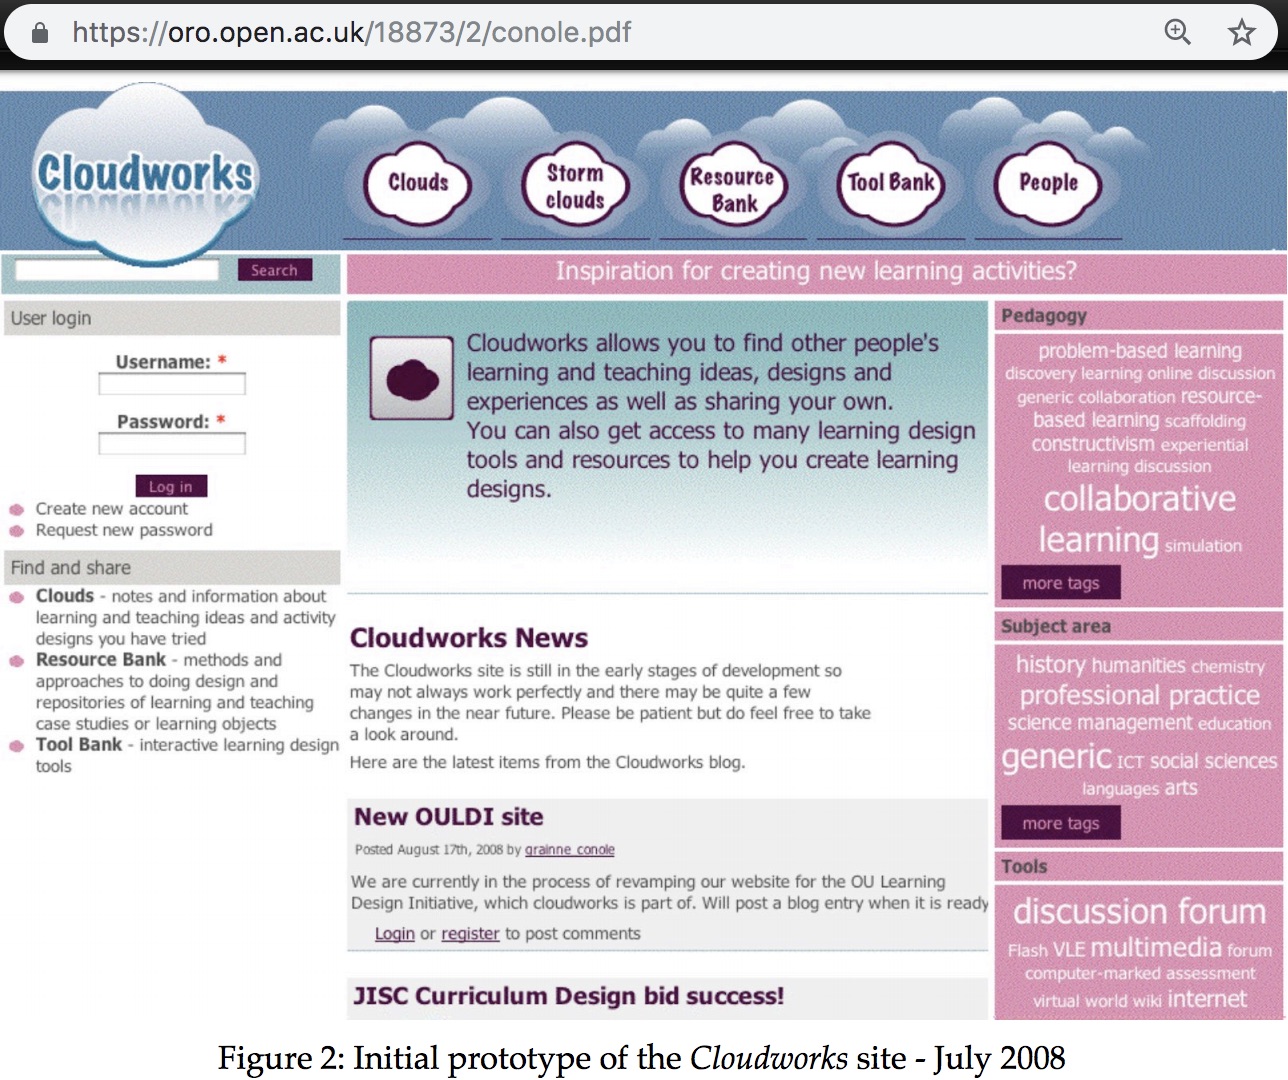 https://oro.open.ac.uk/18873/2/conole.pdf
Cloudworks
Clouds
Storm
clouds
Resource
Bank
Tool Bank
People
Search
Inspiration for creating new learning activities?
User login
Username: *
Password: *
Log in
Create new account
Request new password
Find and share
Clouds - notes and information about
learning and teaching ideas and activity
designs you have tried
Resource Bank - methods and
approaches to doing design and
repositories of learning and teaching
case studies or learning objects
Tool Bank - interactive learning design
tools
Cloudworks allows you to find other people's
learning and teaching ideas, designs and
experiences as well as sharing your own.
You can also get access to many learning design
tools and resources to help you create learning
designs.
Cloudworks News
The Cloudworks site is still in the early stages of development so
may not always work perfectly and there may be quite a few
changes in the near future. Please be patient but do feel free to take
a look around.
Here are the latest items from the Cloudworks blog.
New OULDI site
Posted August 17th, 2008 by grainne_conole
We are currently in the process of revamping our website for the OU Learning
Design Initiative, which cloudworks is part of. Will post a blog entry when it is ready
Login or register to post comments
JISC Curriculum Design bid success!
Pedagogy
problem-based learning
discovery learning online discussion
generic collaboration resource-
based learning scaffolding
constructivism experiential
learning discussion
collaborative
learning simulation
more tags
Subject area
history humanities chemistry
professional practice
science management education
generic ICT social sciences
languages arts
more tags
Tools
discussion forum
Flash VLE multimedia forum
computer-marked assessment
virtual world wiki internet
Figure 2: Initial prototype of the Cloudworks site - July 2008